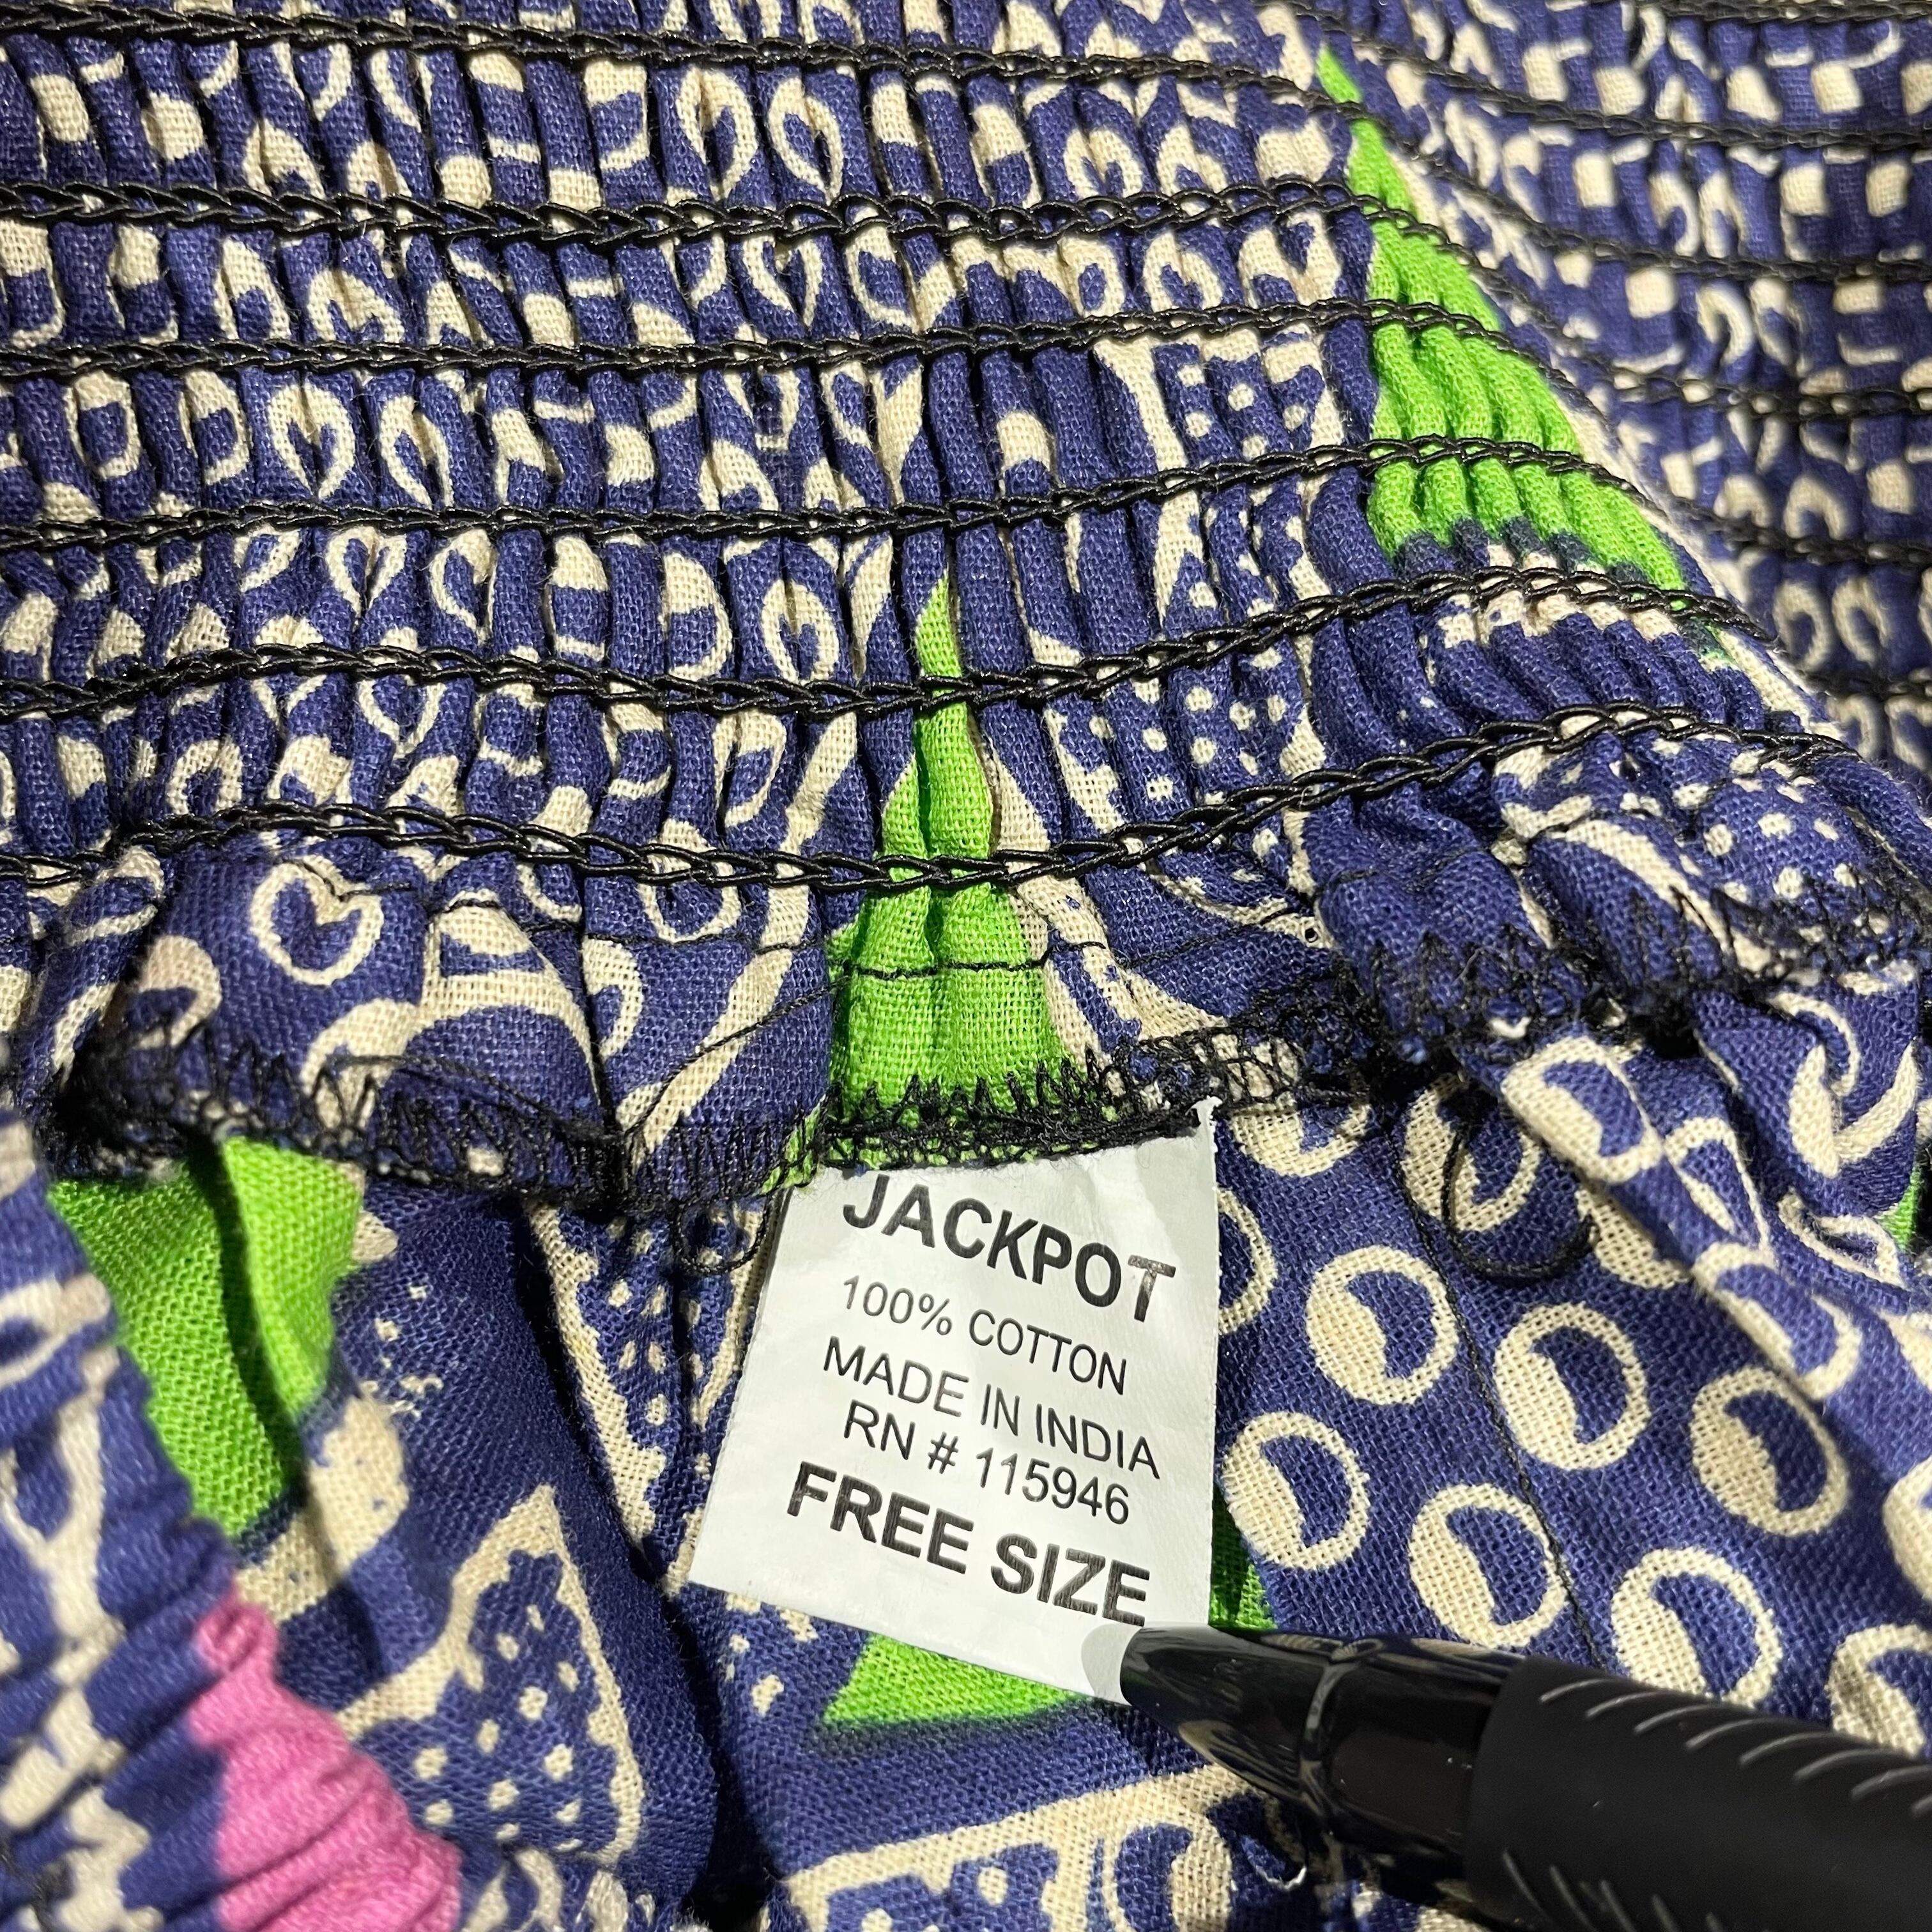 JACKPOT
100% COTTON
MADE IN INDIA
RN # 115946
FREE SIZE